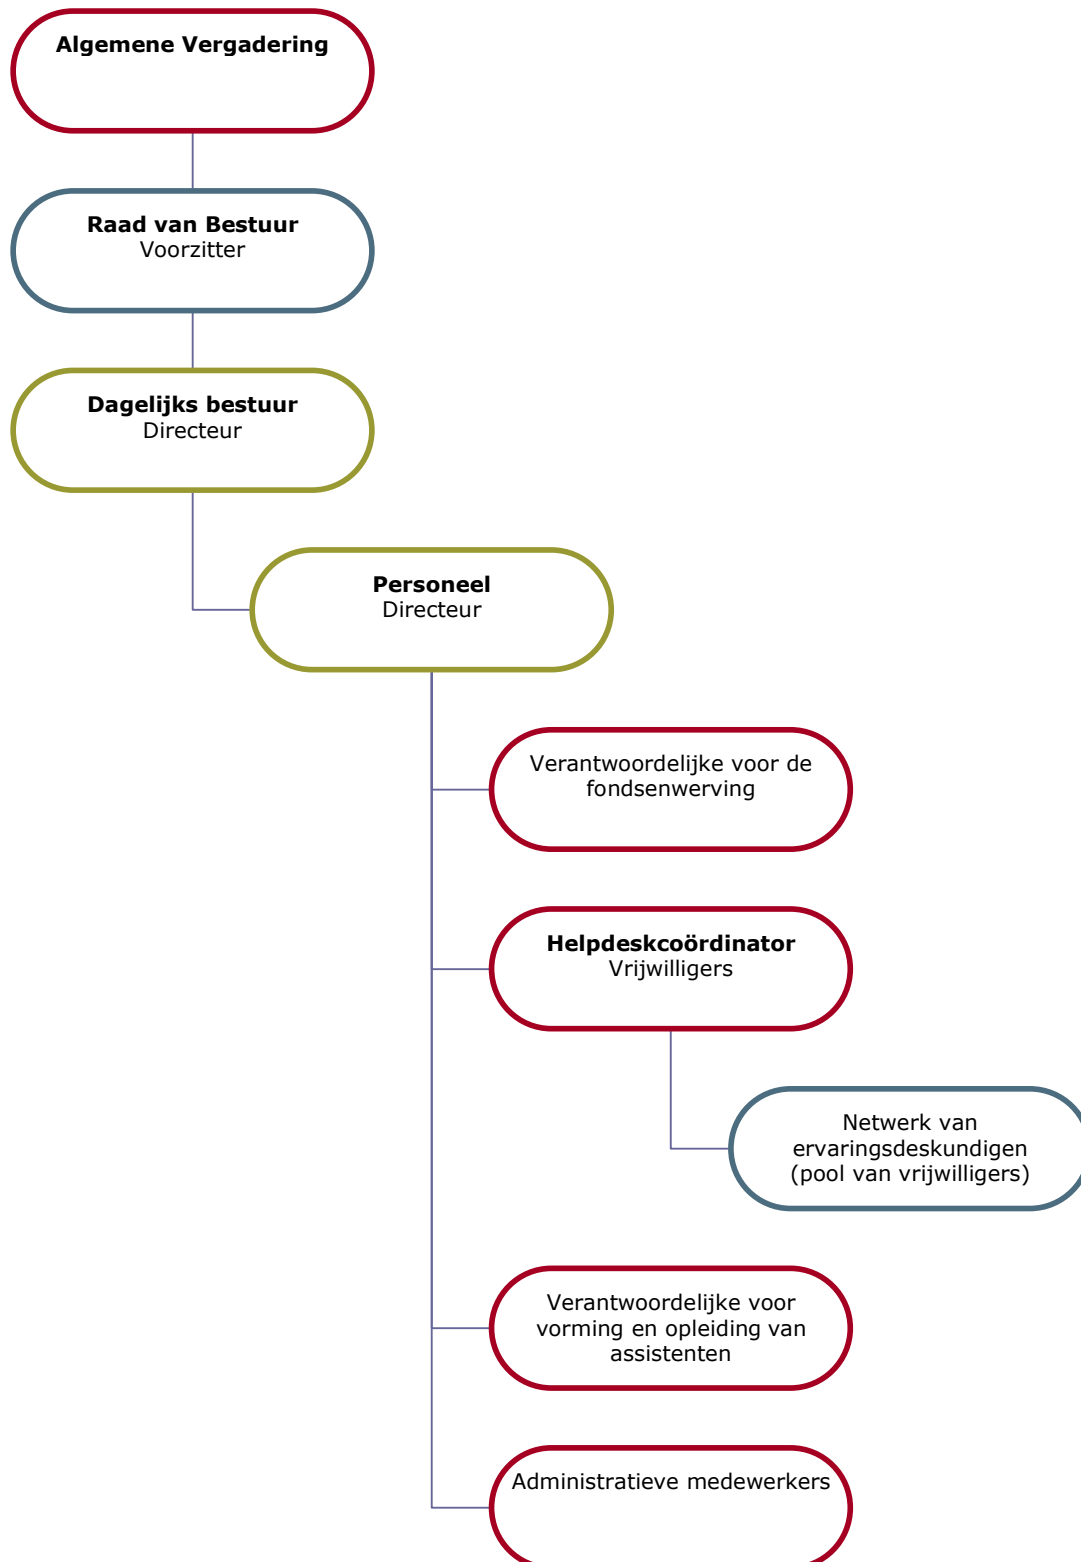 Algemene Vergadering
Raad van Bestuur
Voorzitter
Dagelijks bestuur
Directeur
Personeel
Directeur
Verantwoordelijke voor de
fondsenwerving
Helpdeskcoördinator
Vrijwilligers
Netwerk van
ervaringsdeskundigen
(pool van vrijwilligers)
Verantwoordelijke voor
vorming en opleiding van
assistenten
Administratieve medewerkers